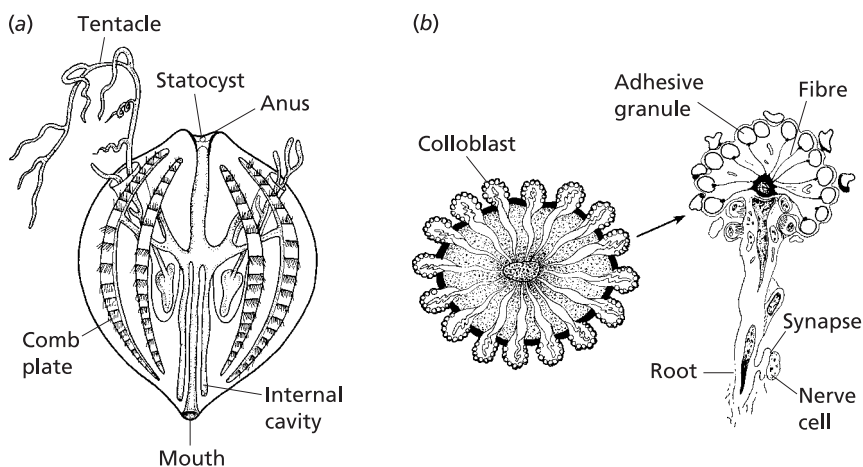 (a)
Tentacle
Statocyst
Anus
Comb
plate
Internal
cavity
Mouth
(b)
Colloblast
Adhesive
granule
Fibre
Synapse
Root
Nerve
cell